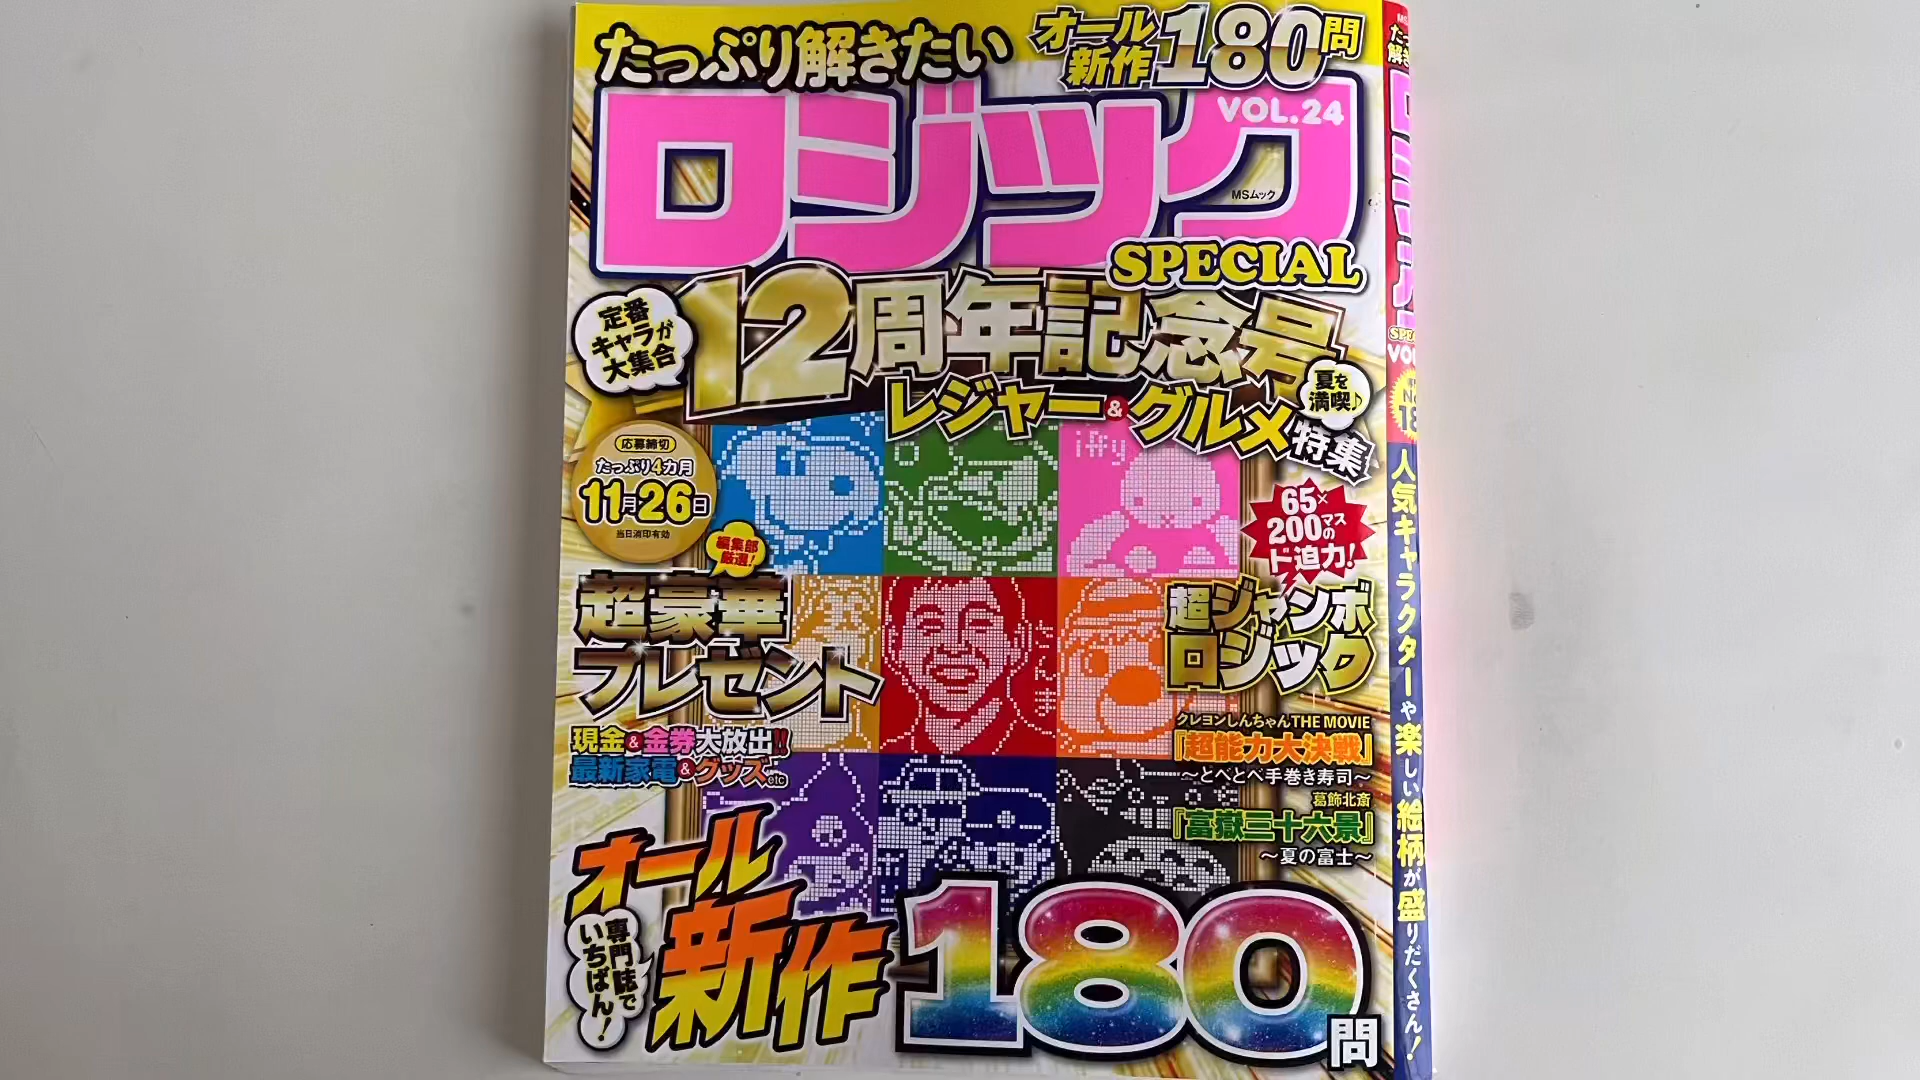 たっぷり解きたい
オール新作180問
ロジック
VOL.24
MSムック
SPECIAL
定番
キャラが
大集合
12周年記念号
レジャー&グルメ特集
夏を
満喫♪
応募締切
たっぷり4カ月
11月26日
当日消印有効
iffy
65×
200マスの
ド迫力!
編集部
厳選!
超豪華
プレゼント
現金&金券大放出!!
最新家電&グッズetc
超ジャンボ
ロジック
クレヨンしんちゃんTHE MOVIE
『超能力大決戦』
〜とべとべ手巻き寿司〜
葛飾北斎
『富嶽三十六景』
〜夏の富士〜
オール
新作
180問
専門誌で
いちばん!
人気キャラクターや楽しい絵柄が盛りだくさん!